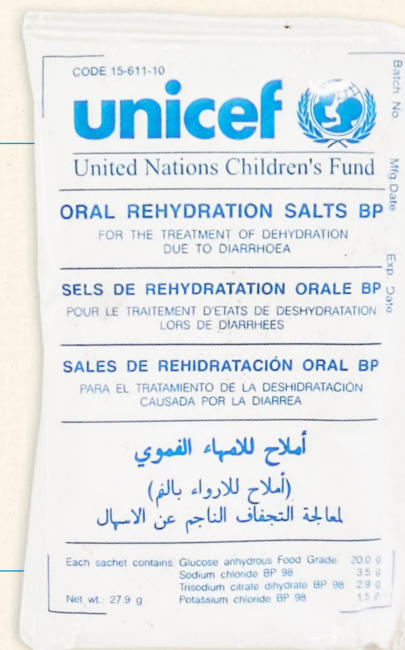 CODE 15-611-10
unicef
United Nations Children's Fund
ORAL REHYDRATION SALTS BP
FOR THE TREATMENT OF DEHYDRATION
DUE TO DIARRHOEA
SELS DE REHYDRATATION ORALE BP
POUR LE TRAITEMENT D'ETATS DE DESHYDRATATION
LORS DE DIARRHEES
SALES DE REHIDRATACIÓN ORAL BP
PARA EL TRATAMIENTO DE LA DESHIDRATACIÓN
CAUSADA POR LA DIARREA
أملاح للامهاء الفموي
(أملاح للارواء بالفم)
لمعالجة التجفاف الناجم عن الاسهال
Each sachet contains: Glucose anhydrous Food Grade 20.0 g
Sodium chloride BP 98 3.5 g
Trisodium citrate dihydrate BP 98 2.9 g
Net wt.: 27.9 g Potassium chloride BP 98 1.5 g
Batch No.
Mfg Date
Exp. Date